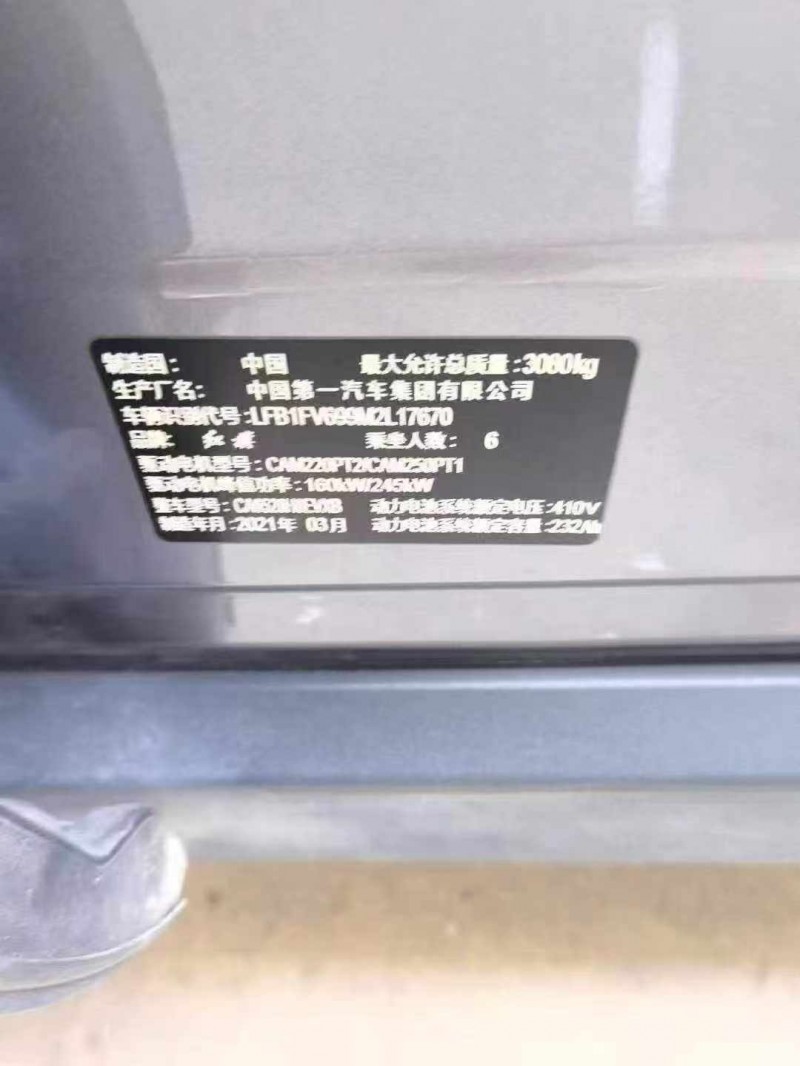 制造国: 中国 最大允许总质量:3080kg
生产厂名: 中国第一汽车集团有限公司
车辆识别代号:LFB1FV699M2L17670
品牌: 红旗 乘坐人数: 6
驱动电机型号:CAM220PT2/CAM250PT1
驱动电机峰值功率:160kW/245kW
整车型号: 动力电池系统额定电压:410V
制造年月:2021年 03月 动力电池系统额定容量:232Ah